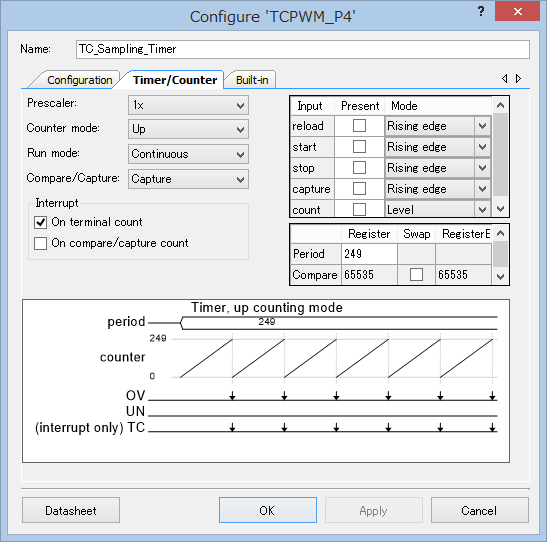 Configure 'TCPWM_P4'
Name: TC_Sampling_Timer
Configuration Timer/Counter Built-in
Prescaler: 1x
Counter mode: Up
Run mode: Continuous
Compare/Capture: Capture
Interrupt
On terminal count
On compare/capture count
Input Present Mode
reload Rising edge
start Rising edge
stop Rising edge
capture Rising edge
count Level
Register Swap RegisterB
Period 249
Compare 65535 65535
Timer, up counting mode
period 249
249
counter
0
OV
UN
(interrupt only) TC
Datasheet OK Apply Cancel